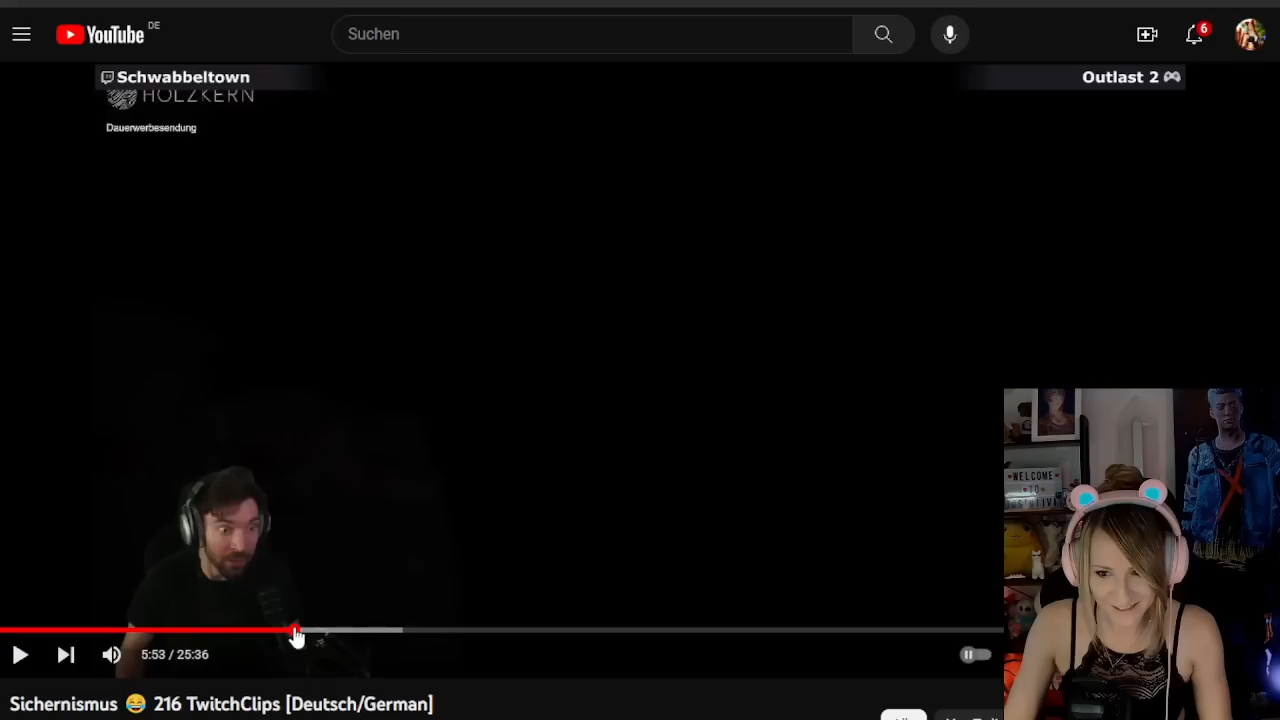 YouTube DE
Suchen
6
Schwabbeltown
Outlast 2
HOLZKERN
Dauerwerbesendung
WELCOME
TO
5:53 / 25:36
Sichernismus 😂 216 TwitchClips [Deutsch/German]